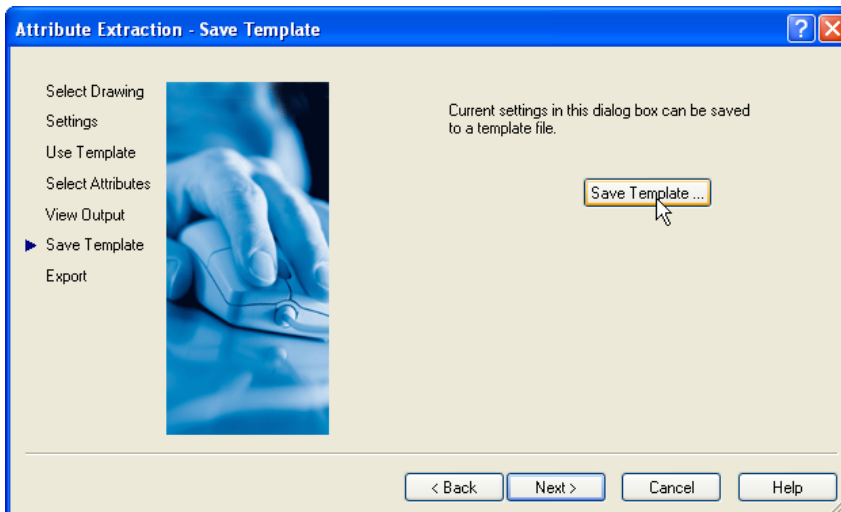 Attribute Extraction - Save Template
Select Drawing
Settings
Use Template
Select Attributes
View Output
Save Template
Export
Current settings in this dialog box can be saved
to a template file.
Save Template ...
< Back
Next >
Cancel
Help